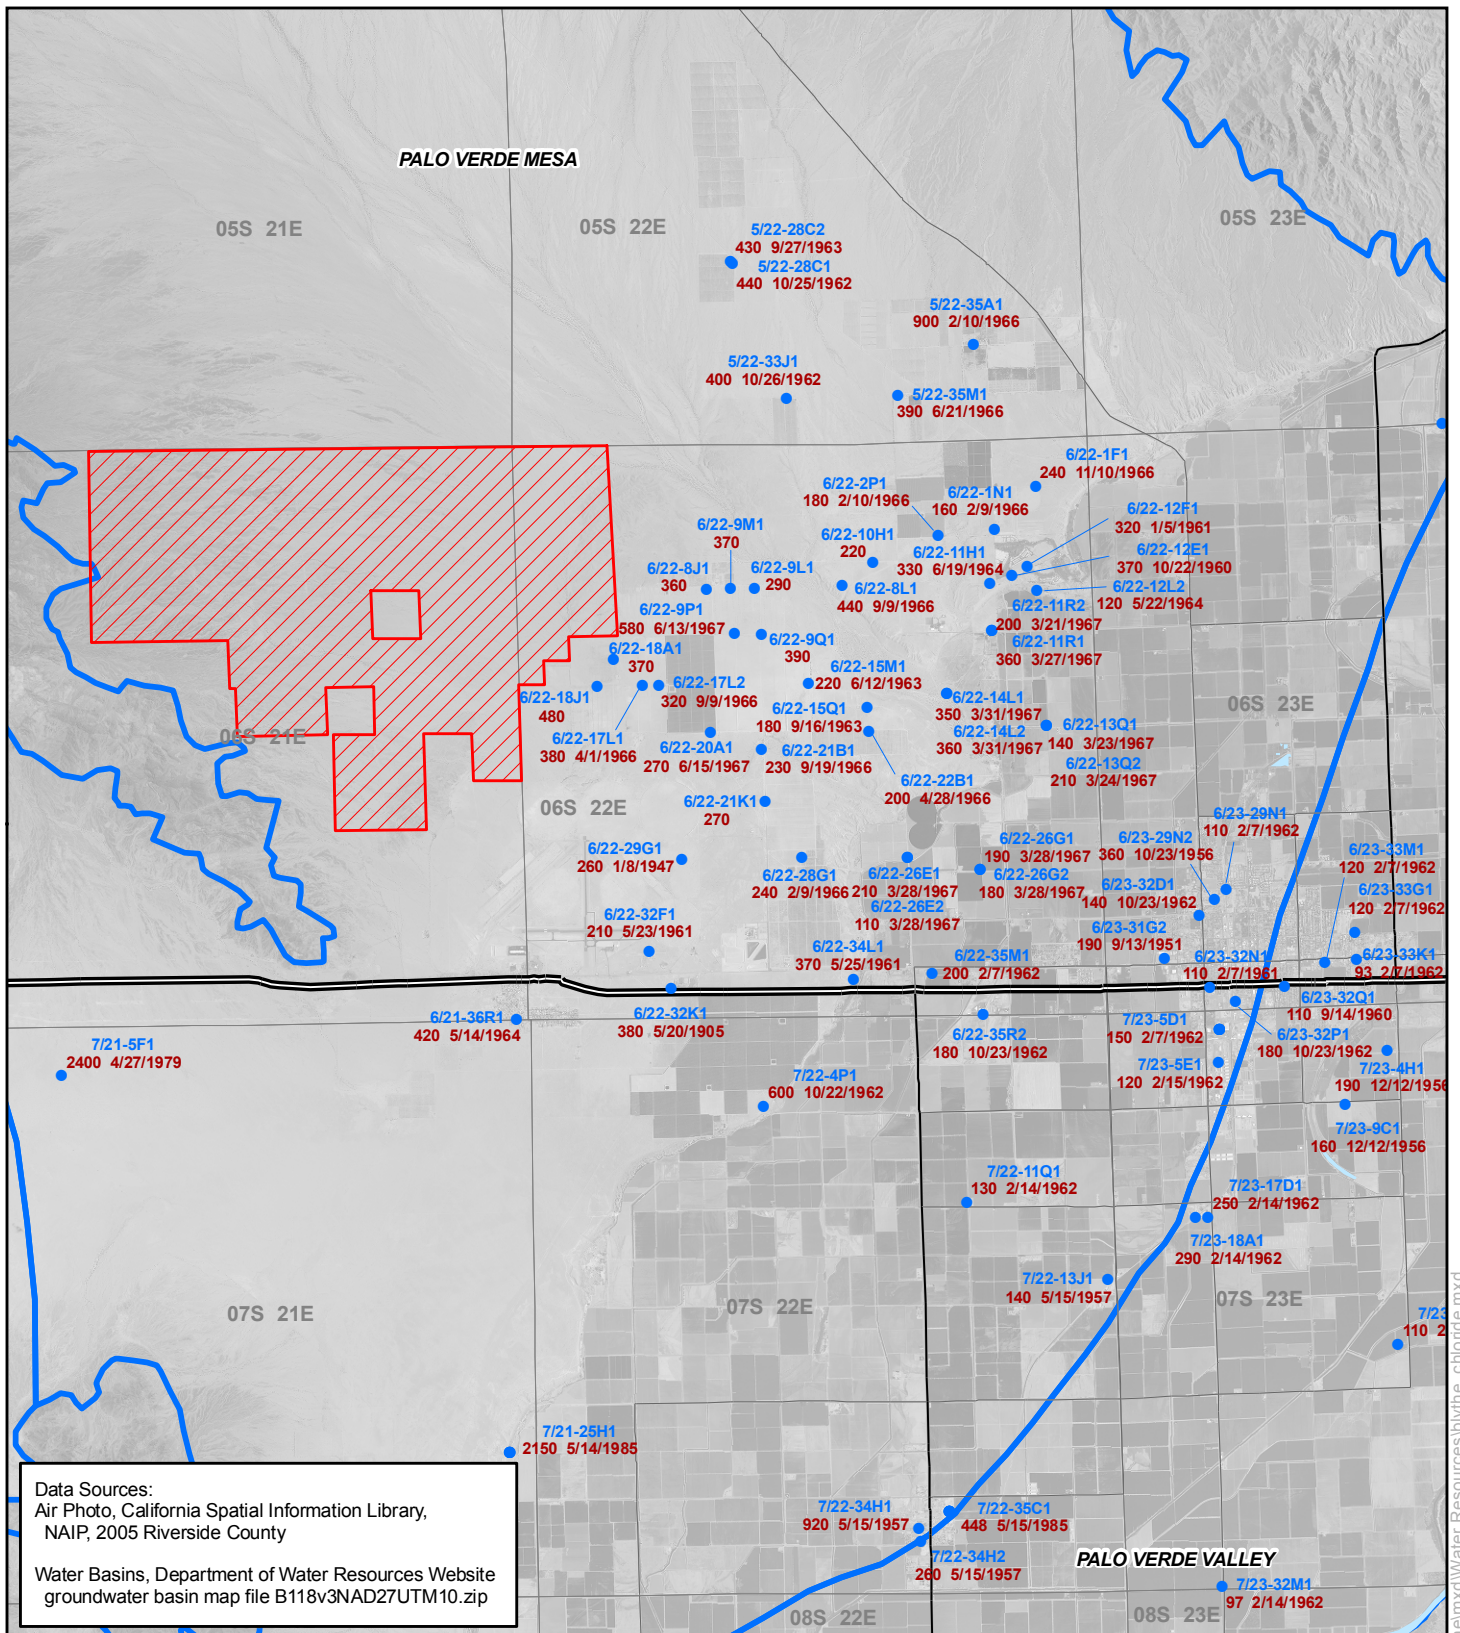 PALO VERDE MESA
05S 21E
05S 22E
05S 23E
5/22-28C2
430 9/27/1963
5/22-28C1
440 10/25/1962
5/22-35A1
900 2/10/1966
5/22-33J1
400 10/26/1962
5/22-35M1
390 6/21/1966
6/22-1F1
240 11/10/1966
6/22-2P1
180 2/10/1966
6/22-1N1
160 2/9/1966
6/22-12F1
320 1/5/1961
6/22-9M1
370
6/22-10H1
220
6/22-11H1
330 6/19/1964
6/22-12E1
370 10/22/1960
6/22-8J1
360
6/22-9L1
290
6/22-8L1
440 9/9/1966
6/22-12L2
120 5/22/1964
6/22-9P1
580 6/13/1967
6/22-11R2
200 3/21/1967
6/22-9Q1
390
6/22-11R1
360 3/27/1967
6/22-18A1
370
6/22-15M1
220 6/12/1963
6/22-18J1
480
6/22-17L2
320 9/9/1966
6/22-14L1
350 3/31/1967
06S 23E
6/22-15Q1
180 9/16/1963
6/22-14L2
360 3/31/1967
6/22-13Q1
140 3/23/1967
06S 21E
6/22-17L1
380 4/1/1966
6/22-20A1
270 6/15/1967
6/22-21B1
230 9/19/1966
6/22-13Q2
210 3/24/1967
6/22-22B1
200 4/28/1966
06S 22E
6/22-21K1
270
6/23-29N1
110 2/7/1962
6/22-29G1
260 1/8/1947
6/22-26G1
190 3/28/1967
6/23-29N2
360 10/23/1956
6/23-33M1
120 2/7/1962
6/22-28G1
240 2/9/1966
6/22-26E1
210 3/28/1967
6/22-26G2
180 3/28/1967
6/23-32D1
140 10/23/1962
6/23-33G1
120 2/7/1962
6/22-26E2
110 3/28/1967
6/22-32F1
210 5/23/1961
6/23-31G2
190 9/13/1951
6/22-34L1
370 5/25/1961
6/22-35M1
200 2/7/1962
6/23-32N1
110 2/7/1961
6/23-33K1
93 2/7/1962
6/21-36R1
420 5/14/1964
6/22-32K1
380 5/20/1905
6/22-35R2
180 10/23/1962
6/23-32Q1
110 9/14/1960
7/23-5D1
150 2/7/1962
6/23-32P1
180 10/23/1962
7/21-5F1
2400 4/27/1979
7/23-5E1
120 2/15/1962
7/23-4H1
190 12/12/1956
7/22-4P1
600 10/22/1962
7/23-9C1
160 12/12/1956
7/22-11Q1
130 2/14/1962
7/23-17D1
250 2/14/1962
7/23-18A1
290 2/14/1962
7/22-13J1
140 5/15/1957
07S 21E
07S 22E
07S 23E
7/23
110 2
7/21-25H1
2150 5/14/1985
7/22-34H1
920 5/15/1957
7/22-35C1
448 5/15/1985
7/22-34H2
260 5/15/1957
PALO VERDE VALLEY
7/23-32M1
97 2/14/1962
08S 22E
08S 23E
Data Sources:
Air Photo, California Spatial Information Library,
NAIP, 2005 Riverside County
Water Basins, Department of Water Resources Website
groundwater basin map file B118v3NAD27UTM10.zip
e\mxd\Water Resources\blythe_chloride.mxd